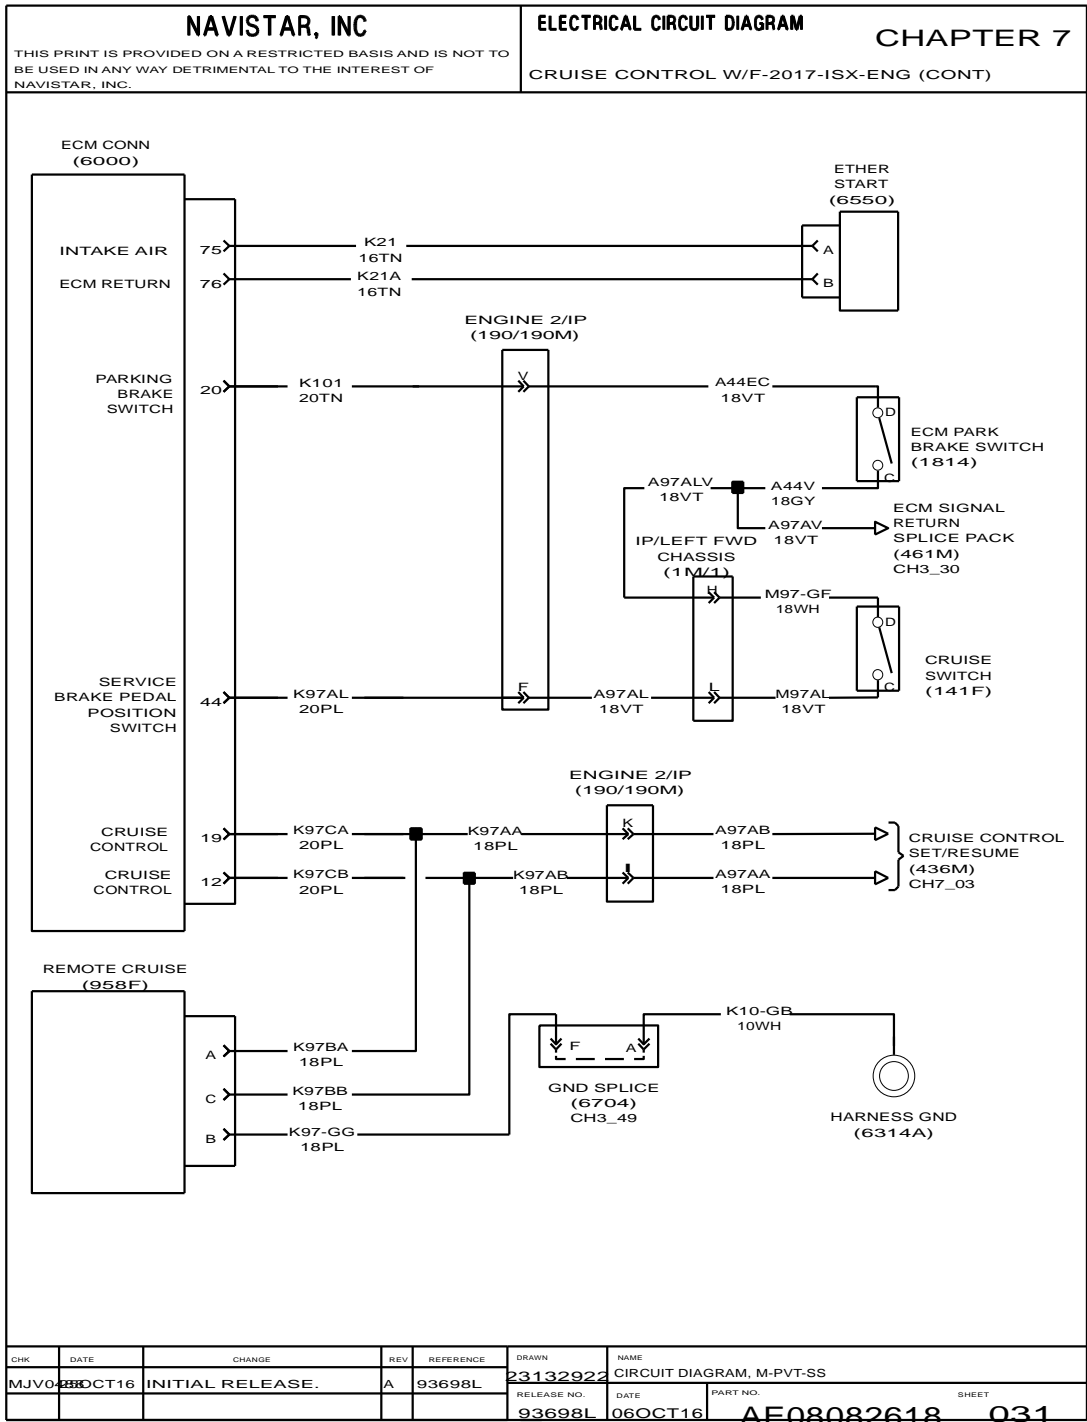 NAVISTAR, INC
THIS PRINT IS PROVIDED ON A RESTRICTED BASIS AND IS NOT TO
BE USED IN ANY WAY DETRIMENTAL TO THE INTEREST OF
NAVISTAR, INC.
ELECTRICAL CIRCUIT DIAGRAM
CHAPTER 7
CRUISE CONTROL W/F-2017-ISX-ENG (CONT)
ECM CONN
(6000)
ETHER
START
(6550)
INTAKE AIR
75
K21
16TN
A
ECM RETURN
76
K21A
16TN
B
ENGINE 2/IP
(190/190M)
PARKING
BRAKE
SWITCH
20
K101
20TN
V
A44EC
18VT
D
C
ECM PARK
BRAKE SWITCH
(1814)
A97ALV
18VT
A44V
18GY
A97AV
18VT
ECM SIGNAL
RETURN
SPLICE PACK
(461M)
CH3_30
IP/LEFT FWD
CHASSIS
(1M/1)
H
M97-GF
18WH
D
C
CRUISE
SWITCH
(141F)
SERVICE
BRAKE PEDAL
POSITION
SWITCH
44
K97AL
20PL
F
A97AL
18VT
L
M97AL
18VT
ENGINE 2/IP
(190/190M)
CRUISE
CONTROL
19
K97CA
20PL
K97AA
18PL
K
A97AB
18PL
CRUISE
CONTROL
12
K97CB
20PL
K97AB
18PL
A97AA
18PL
CRUISE CONTROL
SET/RESUME
(436M)
CH7_03
REMOTE CRUISE
(958F)
A
K97BA
18PL
C
K97BB
18PL
B
K97-GG
18PL
F
A
GND SPLICE
(6704)
CH3_49
K10-GB
10WH
HARNESS GND
(6314A)
CHK
DATE
CHANGE
REV
REFERENCE
DRAWN
NAME
MJV0
OCT16
INITIAL RELEASE.
A
93698L
23132922
CIRCUIT DIAGRAM, M-PVT-SS
RELEASE NO.
DATE
PART NO.
SHEET
93698L
06OCT16
AE08082618
031